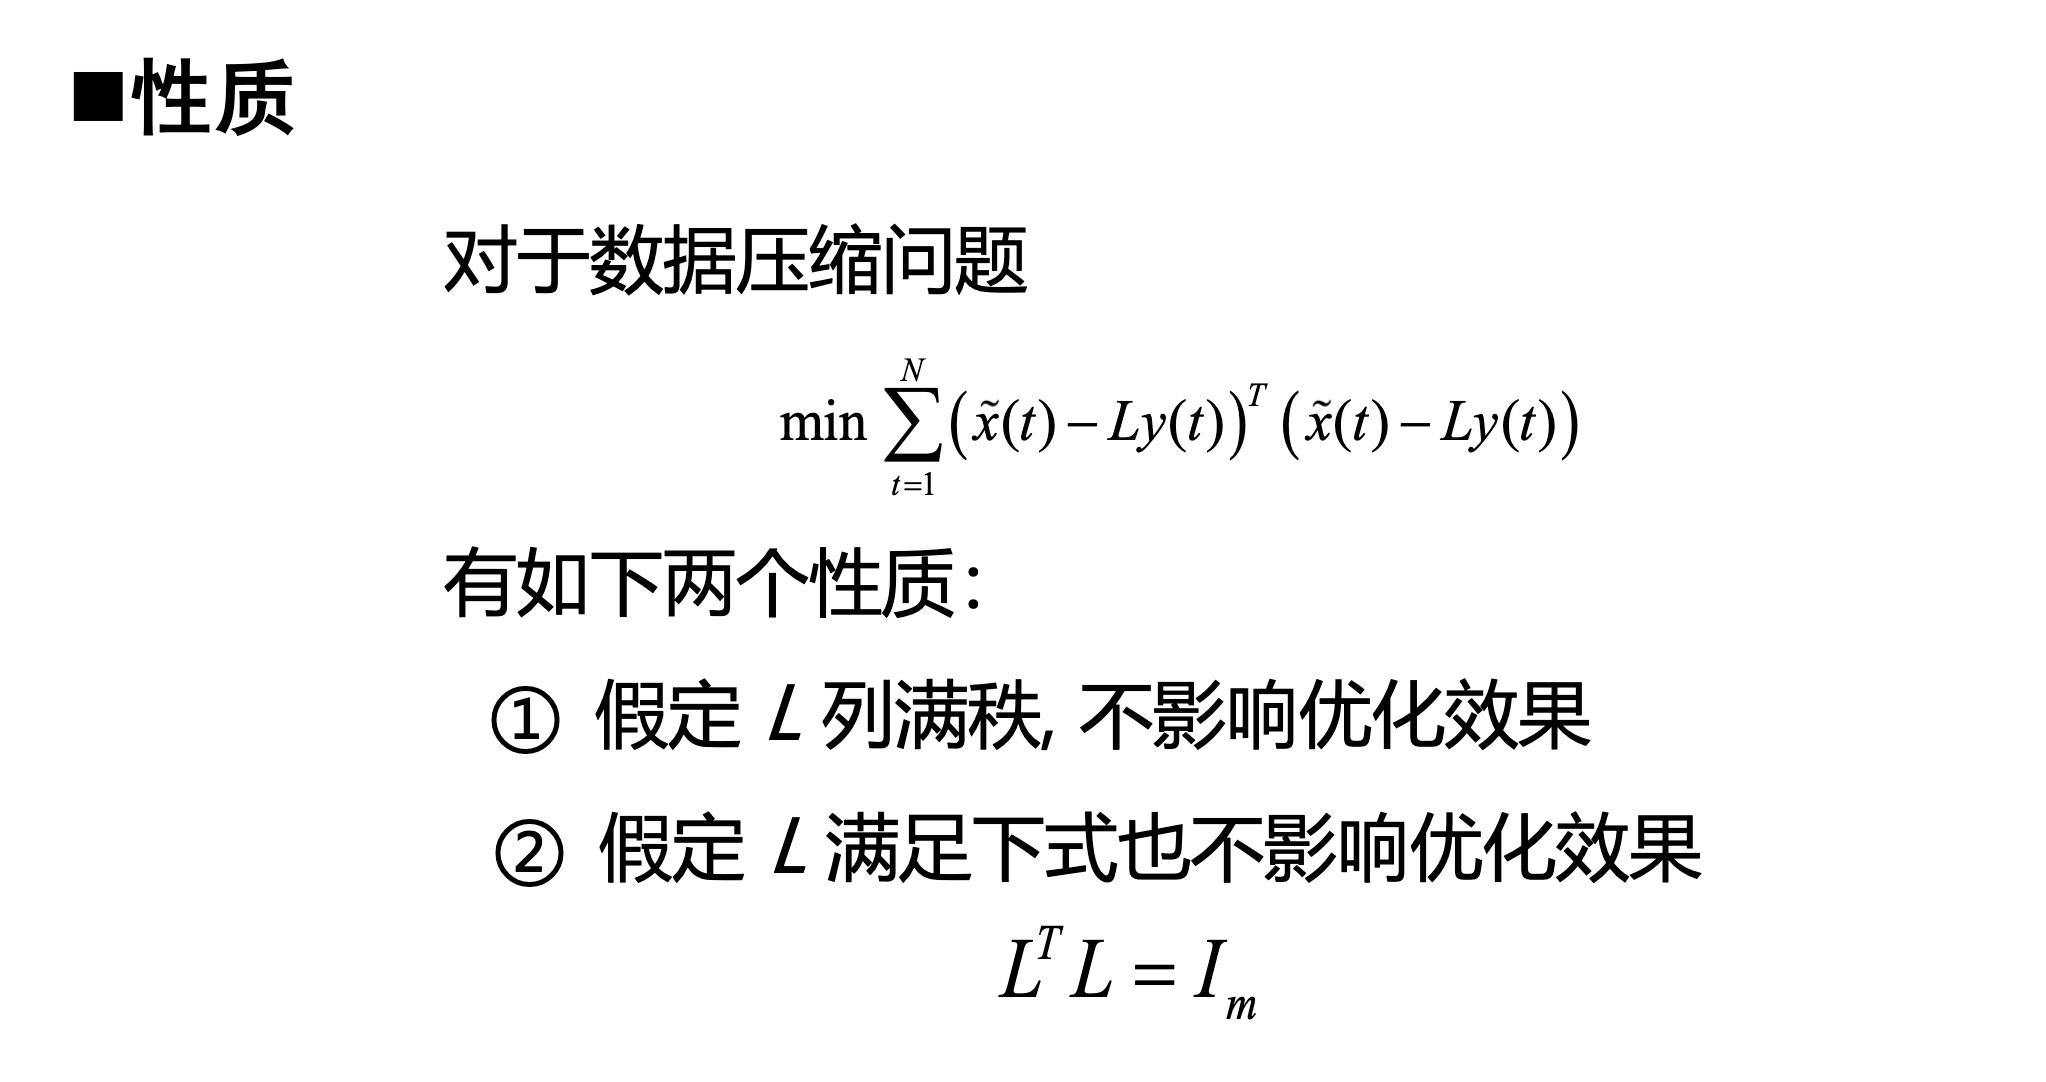 ■性质
对于数据压缩问题
$\min \sum_{t=1}^{N} \left(\tilde{x}(t) - Ly(t)\right)^T \left(\tilde{x}(t) - Ly(t)\right)$
有如下两个性质：
① 假定 L 列满秩, 不影响优化效果
② 假定 L 满足下式也不影响优化效果
$L^T L = I_m$